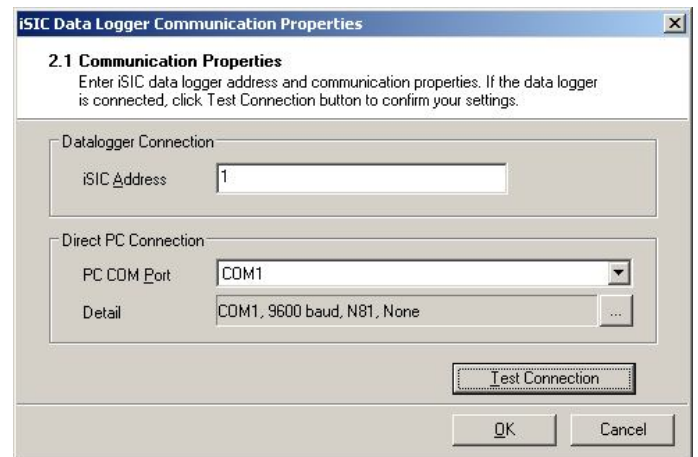 iSIC Data Logger Communication Properties
2.1 Communication Properties
Enter iSIC data logger address and communication properties. If the data logger
is connected, click Test Connection button to confirm your settings.
Datalogger Connection
iSIC Address
1
Direct PC Connection
PC COM Port
COM1
Detail
COM1, 9600 baud, N81, None
...
Test Connection
OK
Cancel